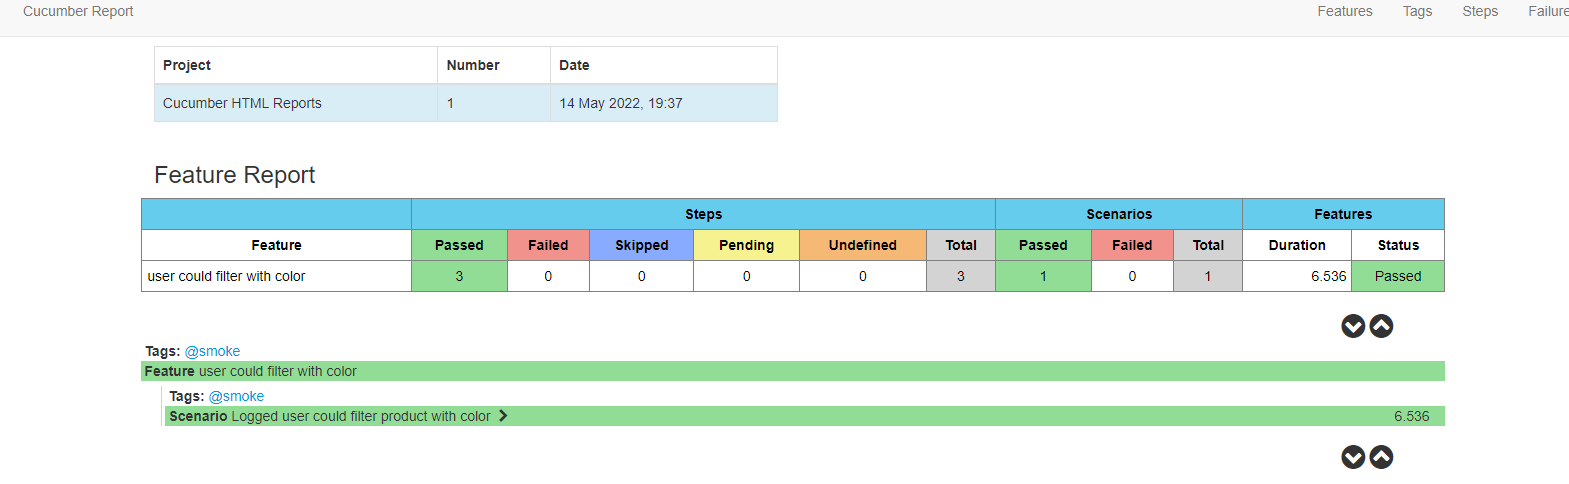 Cucumber Report Features Tags Steps Failure
Project Number Date
Cucumber HTML Reports 1 14 May 2022, 19:37
Feature Report
Steps Scenarios Features
Feature Passed Failed Skipped Pending Undefined Total Passed Failed Total Duration Status
user could filter with color 3 0 0 0 0 3 1 0 1 6.536 Passed
Tags: @smoke
Feature user could filter with color
Tags: @smoke
Scenario Logged user could filter product with color 6.536